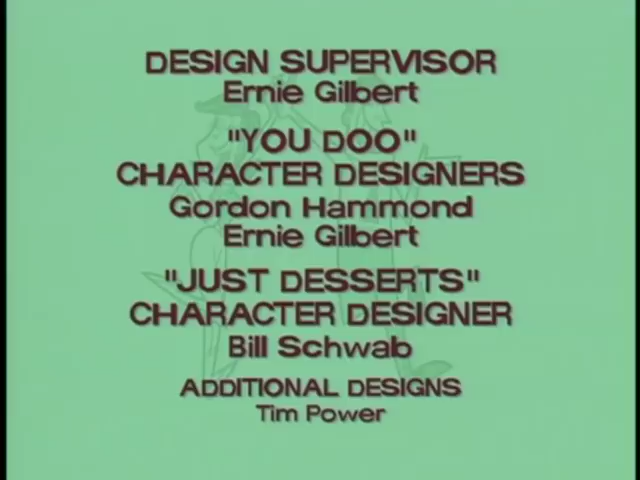 DESIGN SUPERVISOR
Ernie Gilbert
"YOU DOO"
CHARACTER DESIGNERS
Gordon Hammond
Ernie Gilbert
"JUST DESSERTS"
CHARACTER DESIGNER
Bill Schwab
ADDITIONAL DESIGNS
Tim Power